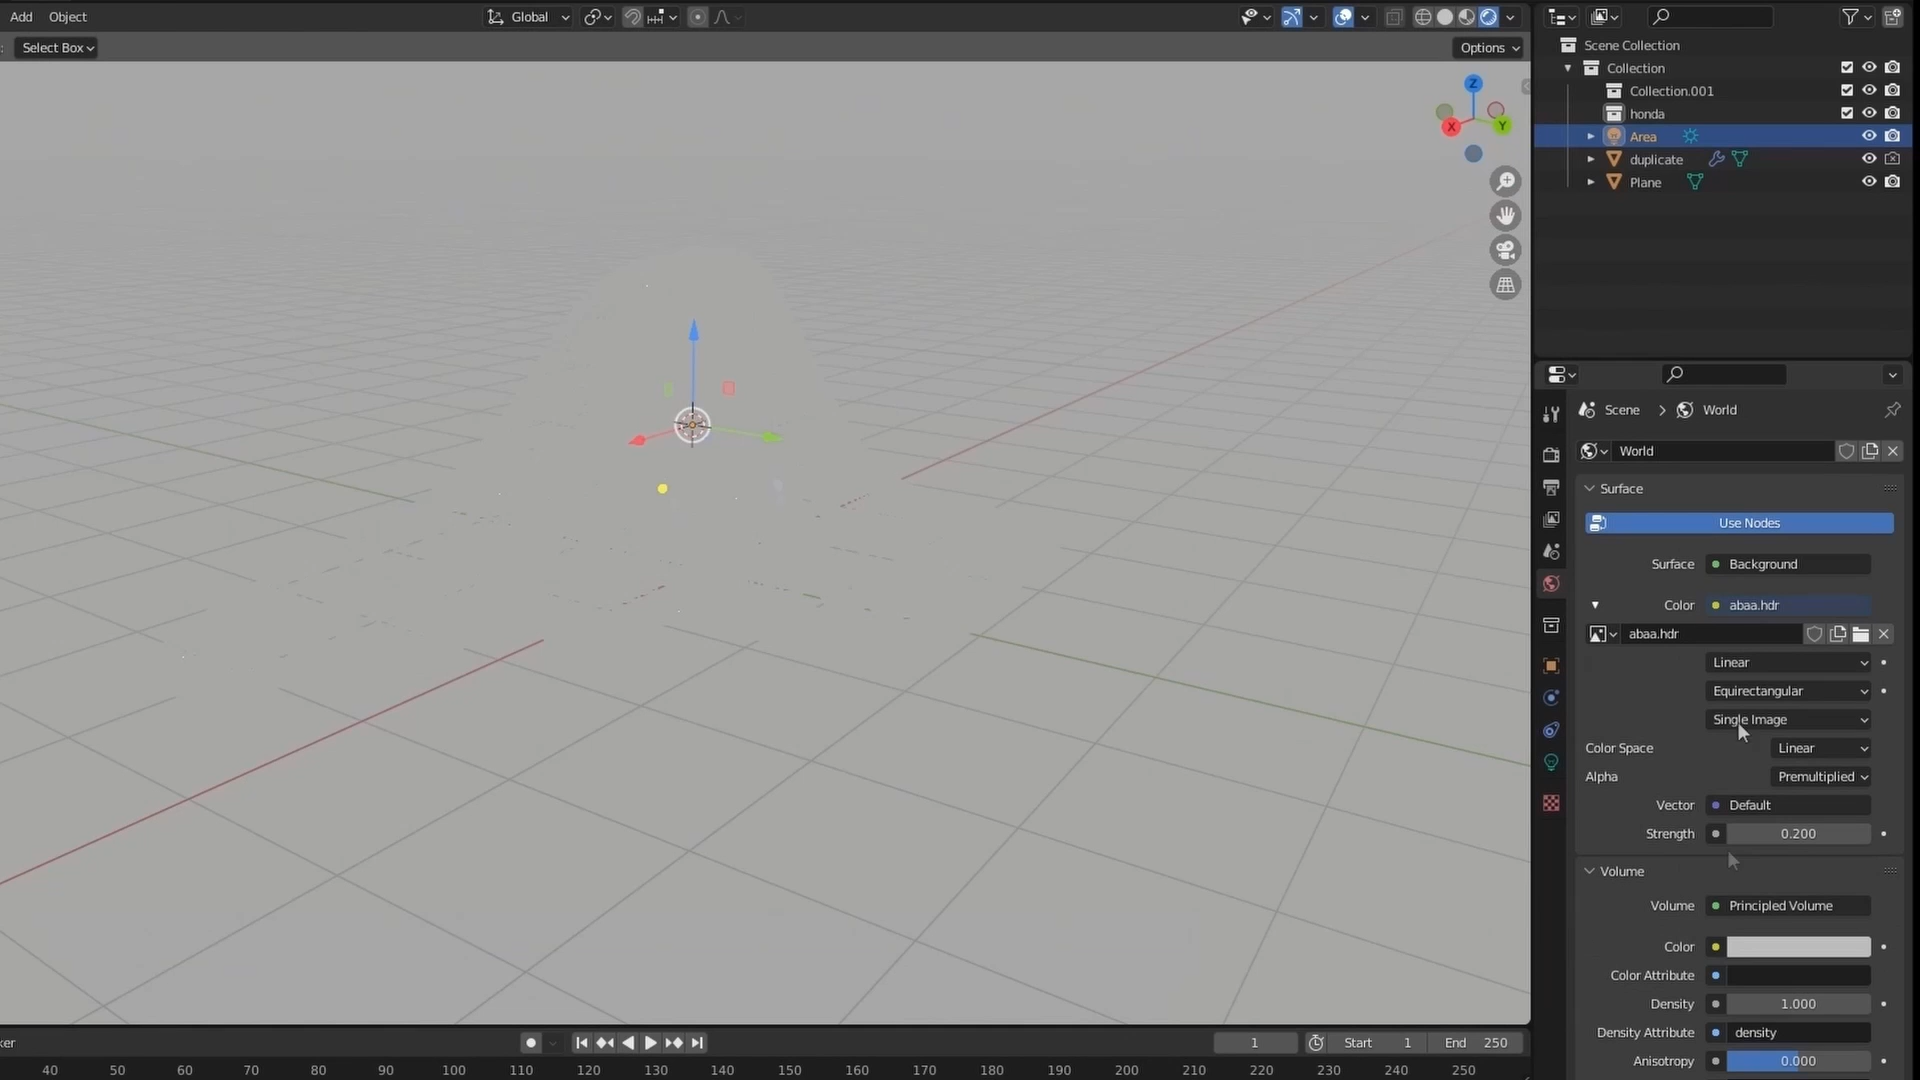 Add Object Global
Select Box Options
Z
X Y
Scene Collection
Collection
Collection.001
honda
Area
duplicate
Plane
Scene > World
World
Surface
Use Nodes
Surface Background
Color abaa.hdr
abaa.hdr
Linear
Equirectangular
Single Image
Color Space Linear
Alpha Premultiplied
Vector Default
Strength 0.200
Volume
Volume Principled Volume
Color
Color Attribute
Density 1.000
Density Attribute density
Anisotropy 0.000
ker 1 Start 1 End 250
40 50 60 70 80 90 100 110 120 130 140 150 160 170 180 190 200 210 220 230 240 250